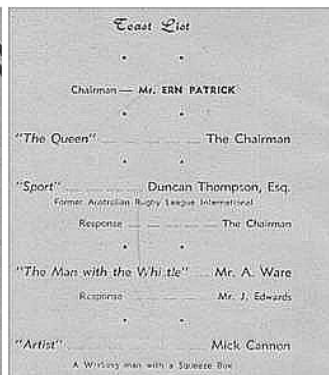 Toast List
Chairman — Mr. ERN PATRICK
"The Queen" ... The Chairman
"Sport" ... Duncan Thompson, Esq.
Former Australian Rugby League International
Response ... The Chairman
"The Man with the Whistle" ... Mr. A. Ware
Response ... Mr. J. Edwards
"Artist" ... Mick Cannon
A man with a Squeeze Box